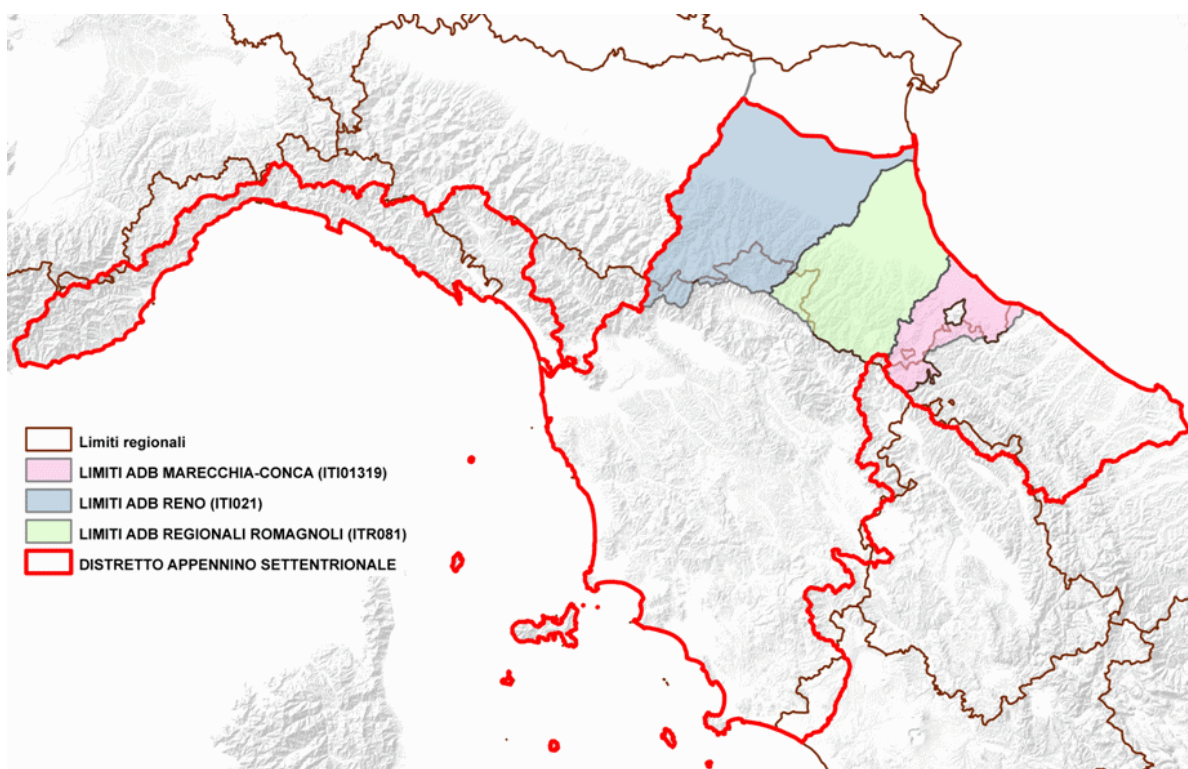 Limiti regionali
LIMITI ADB MARECCHIA-CONCA (ITI01319)
LIMITI ADB RENO (ITI021)
LIMITI ADB REGIONALI ROMAGNOLI (ITR081)
DISTRETTO APPENNINO SETTENTRIONALE